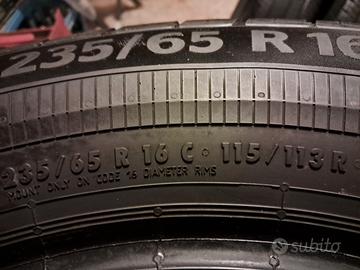 235/65 R 16
235/65 R 16 C · 115/113 R
MOUNT ONLY ON CODE 16 DIAMETER RIMS
subito